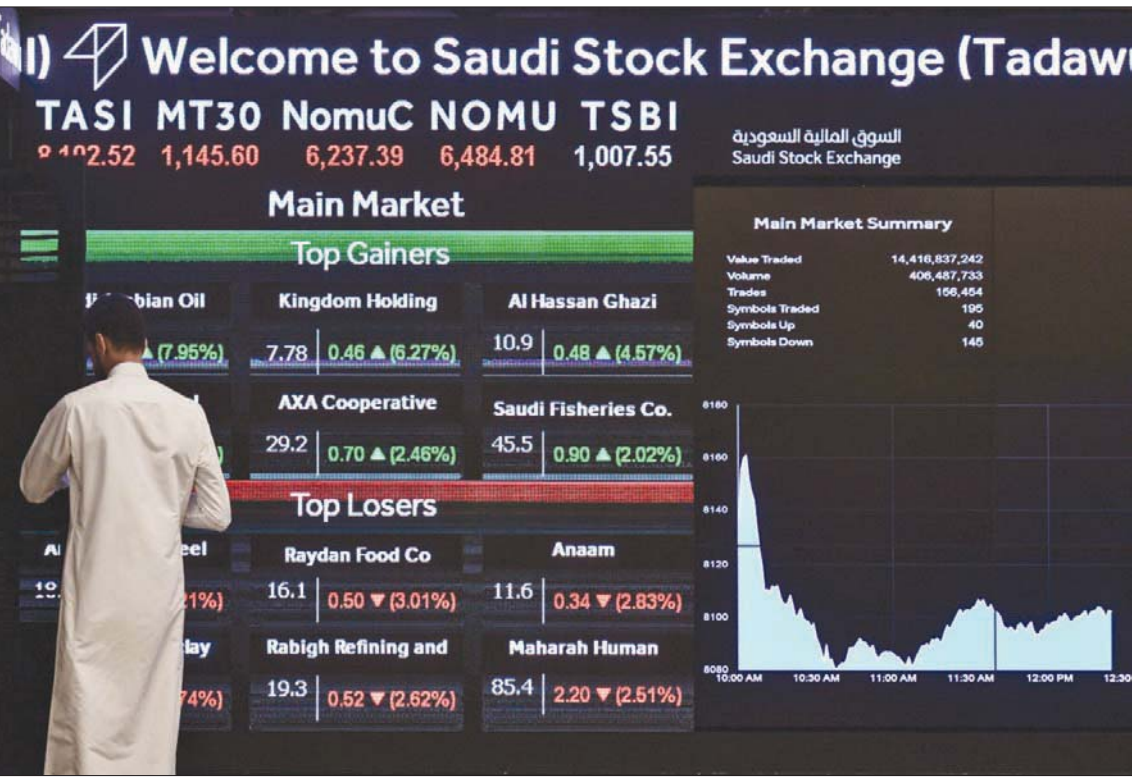 Welcome to Saudi Stock Exchange
TASI MT30 NomuC NOMU TSBI
1,145.60 6,237.39 6,484.81 1,007.55
السوق المالية السعودية
Saudi Stock Exchange
Main Market
Top Gainers
Oil Kingdom Holding Al Hassan Ghazi
▲ (7.95%) 7.78 0.46 ▲ (6.27%) 10.9 0.48 ▲ (4.57%)
AXA Cooperative Saudi Fisheries Co.
29.2 0.70 ▲ (2.46%) 45.5 0.90 ▲ (2.02%)
Top Losers
Raydan Food Co Anaam
16.1 0.50 ▼ (3.01%) 11.6 0.34 ▼ (2.83%)
Rabigh Refining and Maharah Human
19.3 0.52 ▼ (2.62%) 85.4 2.20 ▼ (2.51%)
Main Market Summary
Value Traded 14,416,837,242
Volume 406,487,733
Trades 156,454
Symbols Traded 195
Symbols Up 40
Symbols Down 145
8180
8160
8140
8120
8100
8080
10:00 AM 10:30 AM 11:00 AM 11:30 AM 12:00 PM 12:30